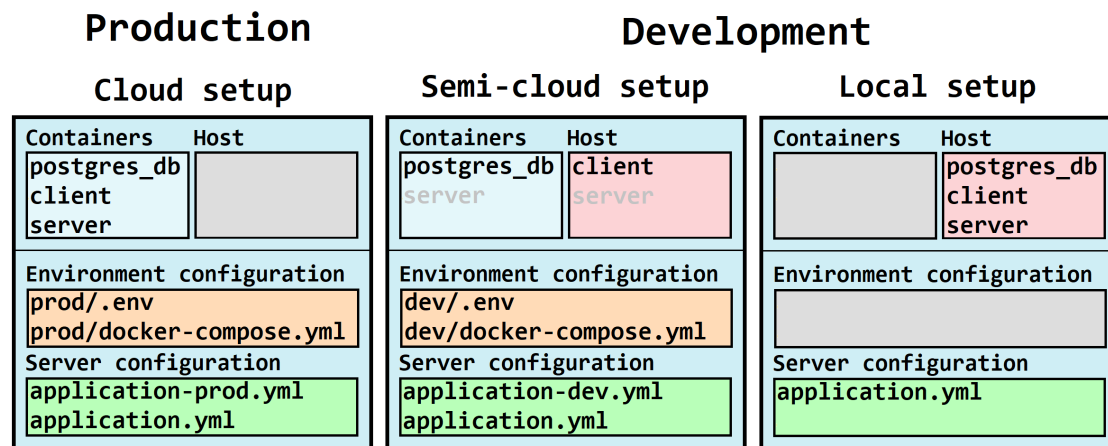 Production
Development
Cloud setup
Semi-cloud setup
Local setup
Containers
Host
postgres_db
client
server
Environment configuration
prod/.env
prod/docker-compose.yml
Server configuration
application-prod.yml
application.yml
Containers
Host
postgres_db
server
client
server
Environment configuration
dev/.env
dev/docker-compose.yml
Server configuration
application-dev.yml
application.yml
Containers
Host
postgres_db
client
server
Environment configuration
Server configuration
application.yml